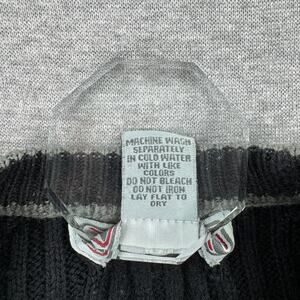 MACHINE WASH
SEPARATELY
IN COLD WATER
WITH LIKE
COLORS
DO NOT BLEACH
DO NOT IRON
LAY FLAT TO
DRY